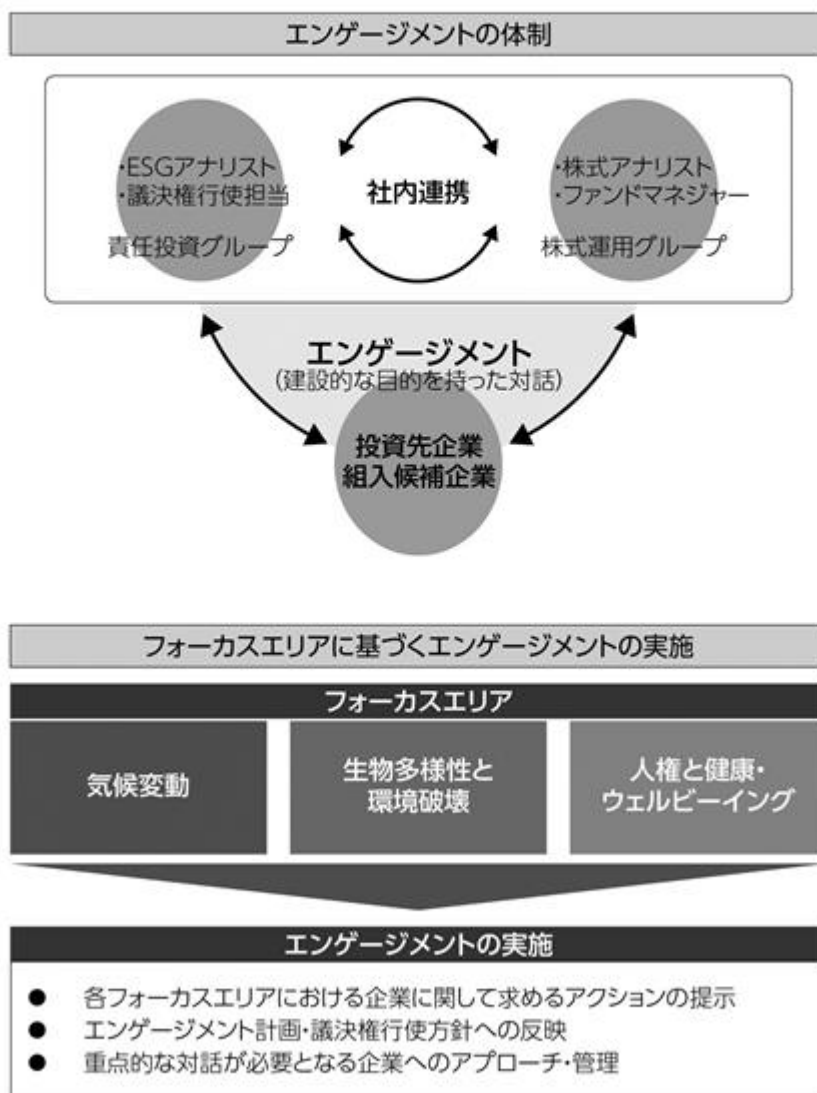 エンゲージメントの体制
・ESGアナリスト
・議決権行使担当
責任投資グループ
社内連携
・株式アナリスト
・ファンドマネジャー
株式運用グループ
エンゲージメント
(建設的な目的を持った対話)
投資先企業
組入候補企業
フォーカスエリアに基づくエンゲージメントの実施
フォーカスエリア
気候変動
生物多様性と
環境破壊
人権と健康・
ウェルビーイング
エンゲージメントの実施
● 各フォーカスエリアにおける企業に関して求めるアクションの提示
● エンゲージメント計画・議決権行使方針への反映
● 重点的な対話が必要となる企業へのアプローチ・管理